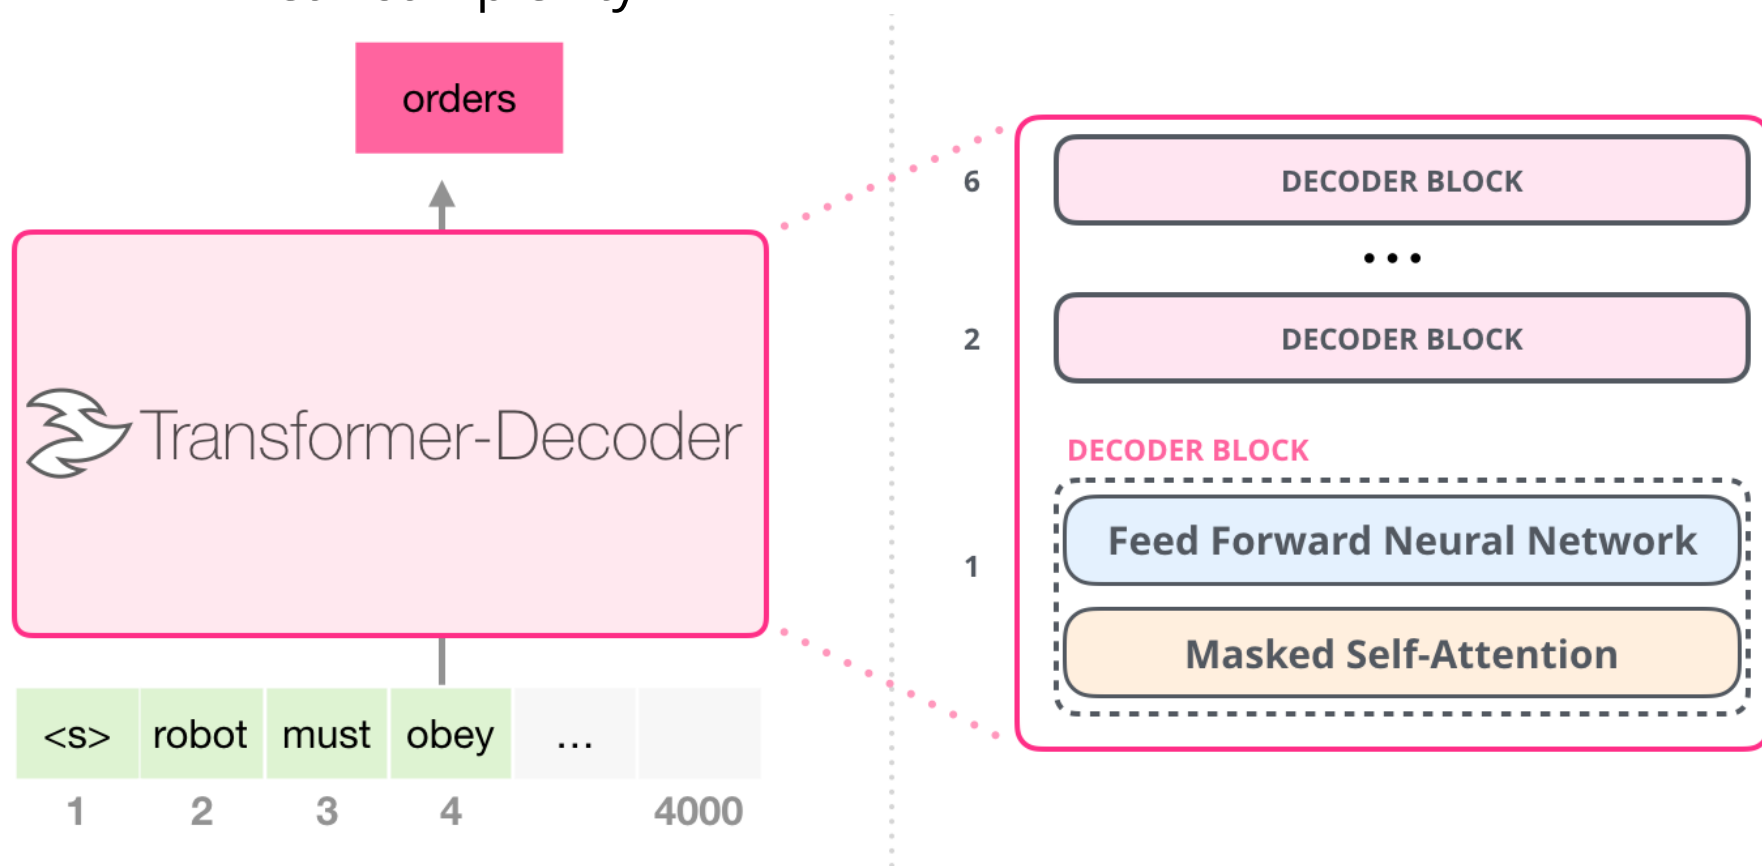 orders
Transformer-Decoder
<s> robot must obey ...
1 2 3 4 4000
6 DECODER BLOCK
...
2 DECODER BLOCK
DECODER BLOCK
1
Feed Forward Neural Network
Masked Self-Attention